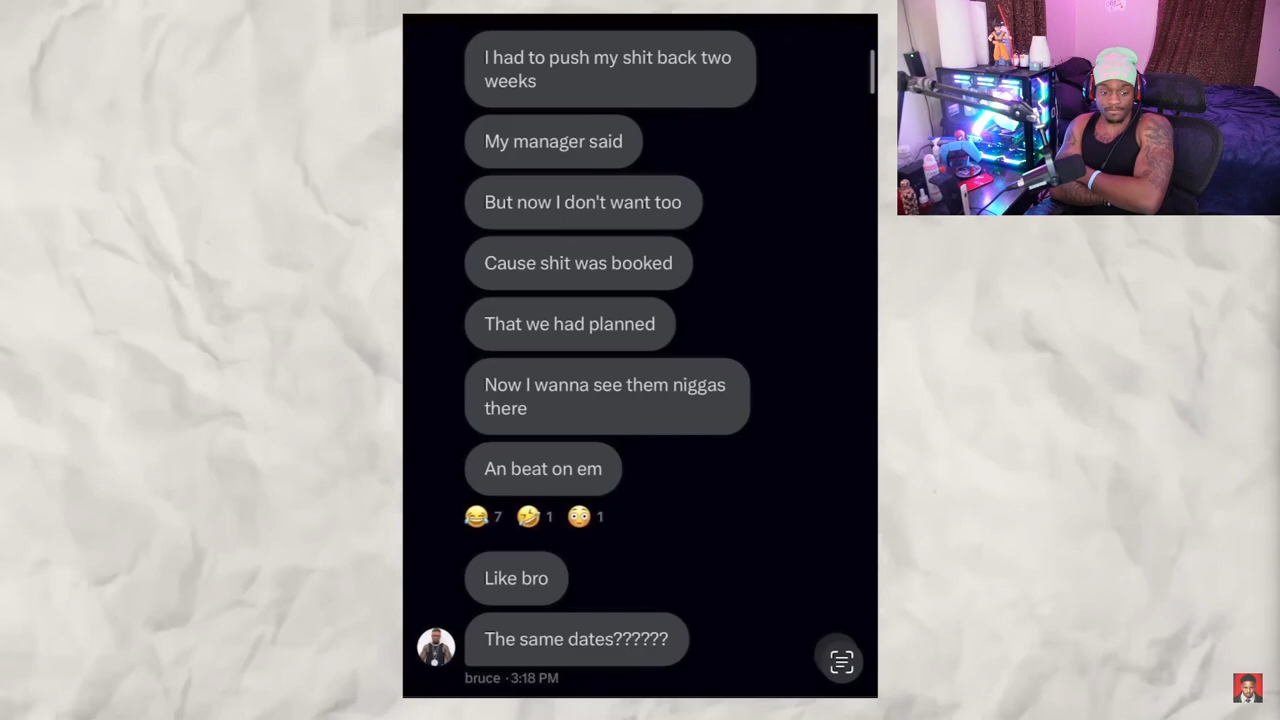 I had to push my shit back two
weeks
My manager said
But now I don't want too
Cause shit was booked
That we had planned
Now I wanna see them niggas
there
An beat on em
😂 7 🤣 1 😳 1
Like bro
The same dates??????
bruce · 3:18 PM